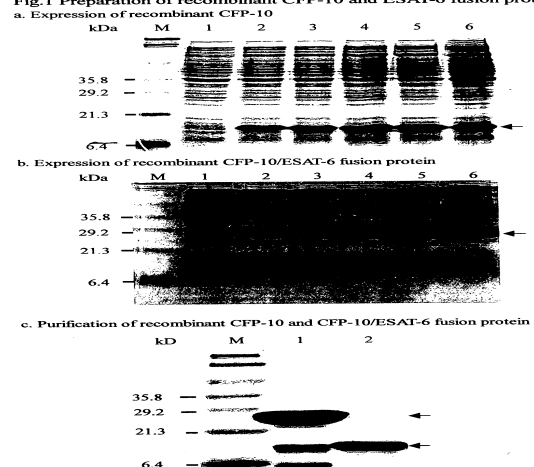 Fig.1 Preparation of recombinant CFP-10 and ESAT-6 fusion
a. Expression of recombinant CFP-10
kDa M 1 2 3 4 5 6
35.8
29.2
21.3
6.4
b. Expression of recombinant CFP-10/ESAT-6 fusion protein
kDa M 1 2 3 4 5 6
35.8
29.2
21.3
6.4
c. Purification of recombinant CFP-10 and CFP-10/ESAT-6 fusion protein
kD M 1 2
35.8
29.2
21.3
6.4